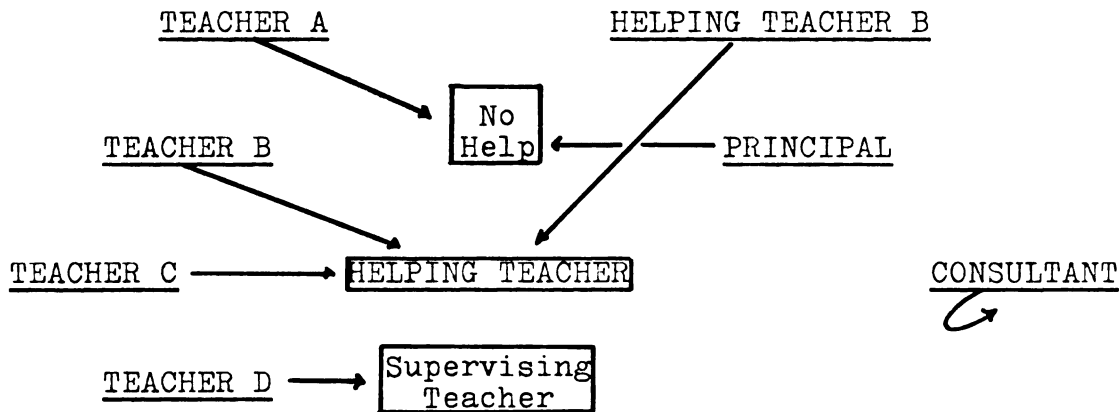 TEACHER A
HELPING TEACHER B
No
Help
TEACHER B
PRINCIPAL
TEACHER C
HELPING TEACHER
CONSULTANT
TEACHER D
Supervising
Teacher